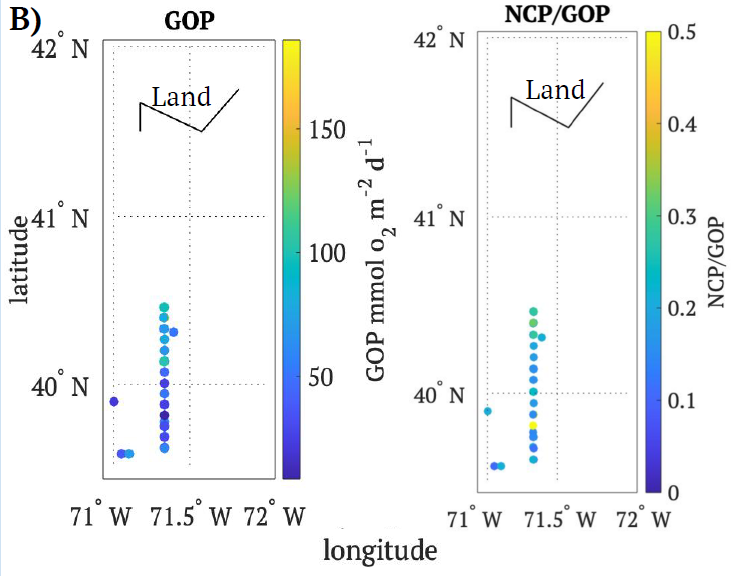 B)
GOP
NCP/GOP
42° N
41° N
40° N
latitude
Land
71° W
71.5° W
72° W
150
100
50
GOP mmol o2 m-2 d-1
42° N
41° N
40° N
Land
71° W
71.5° W
72° W
0.5
0.4
0.3
0.2
0.1
0
NCP/GOP
longitude